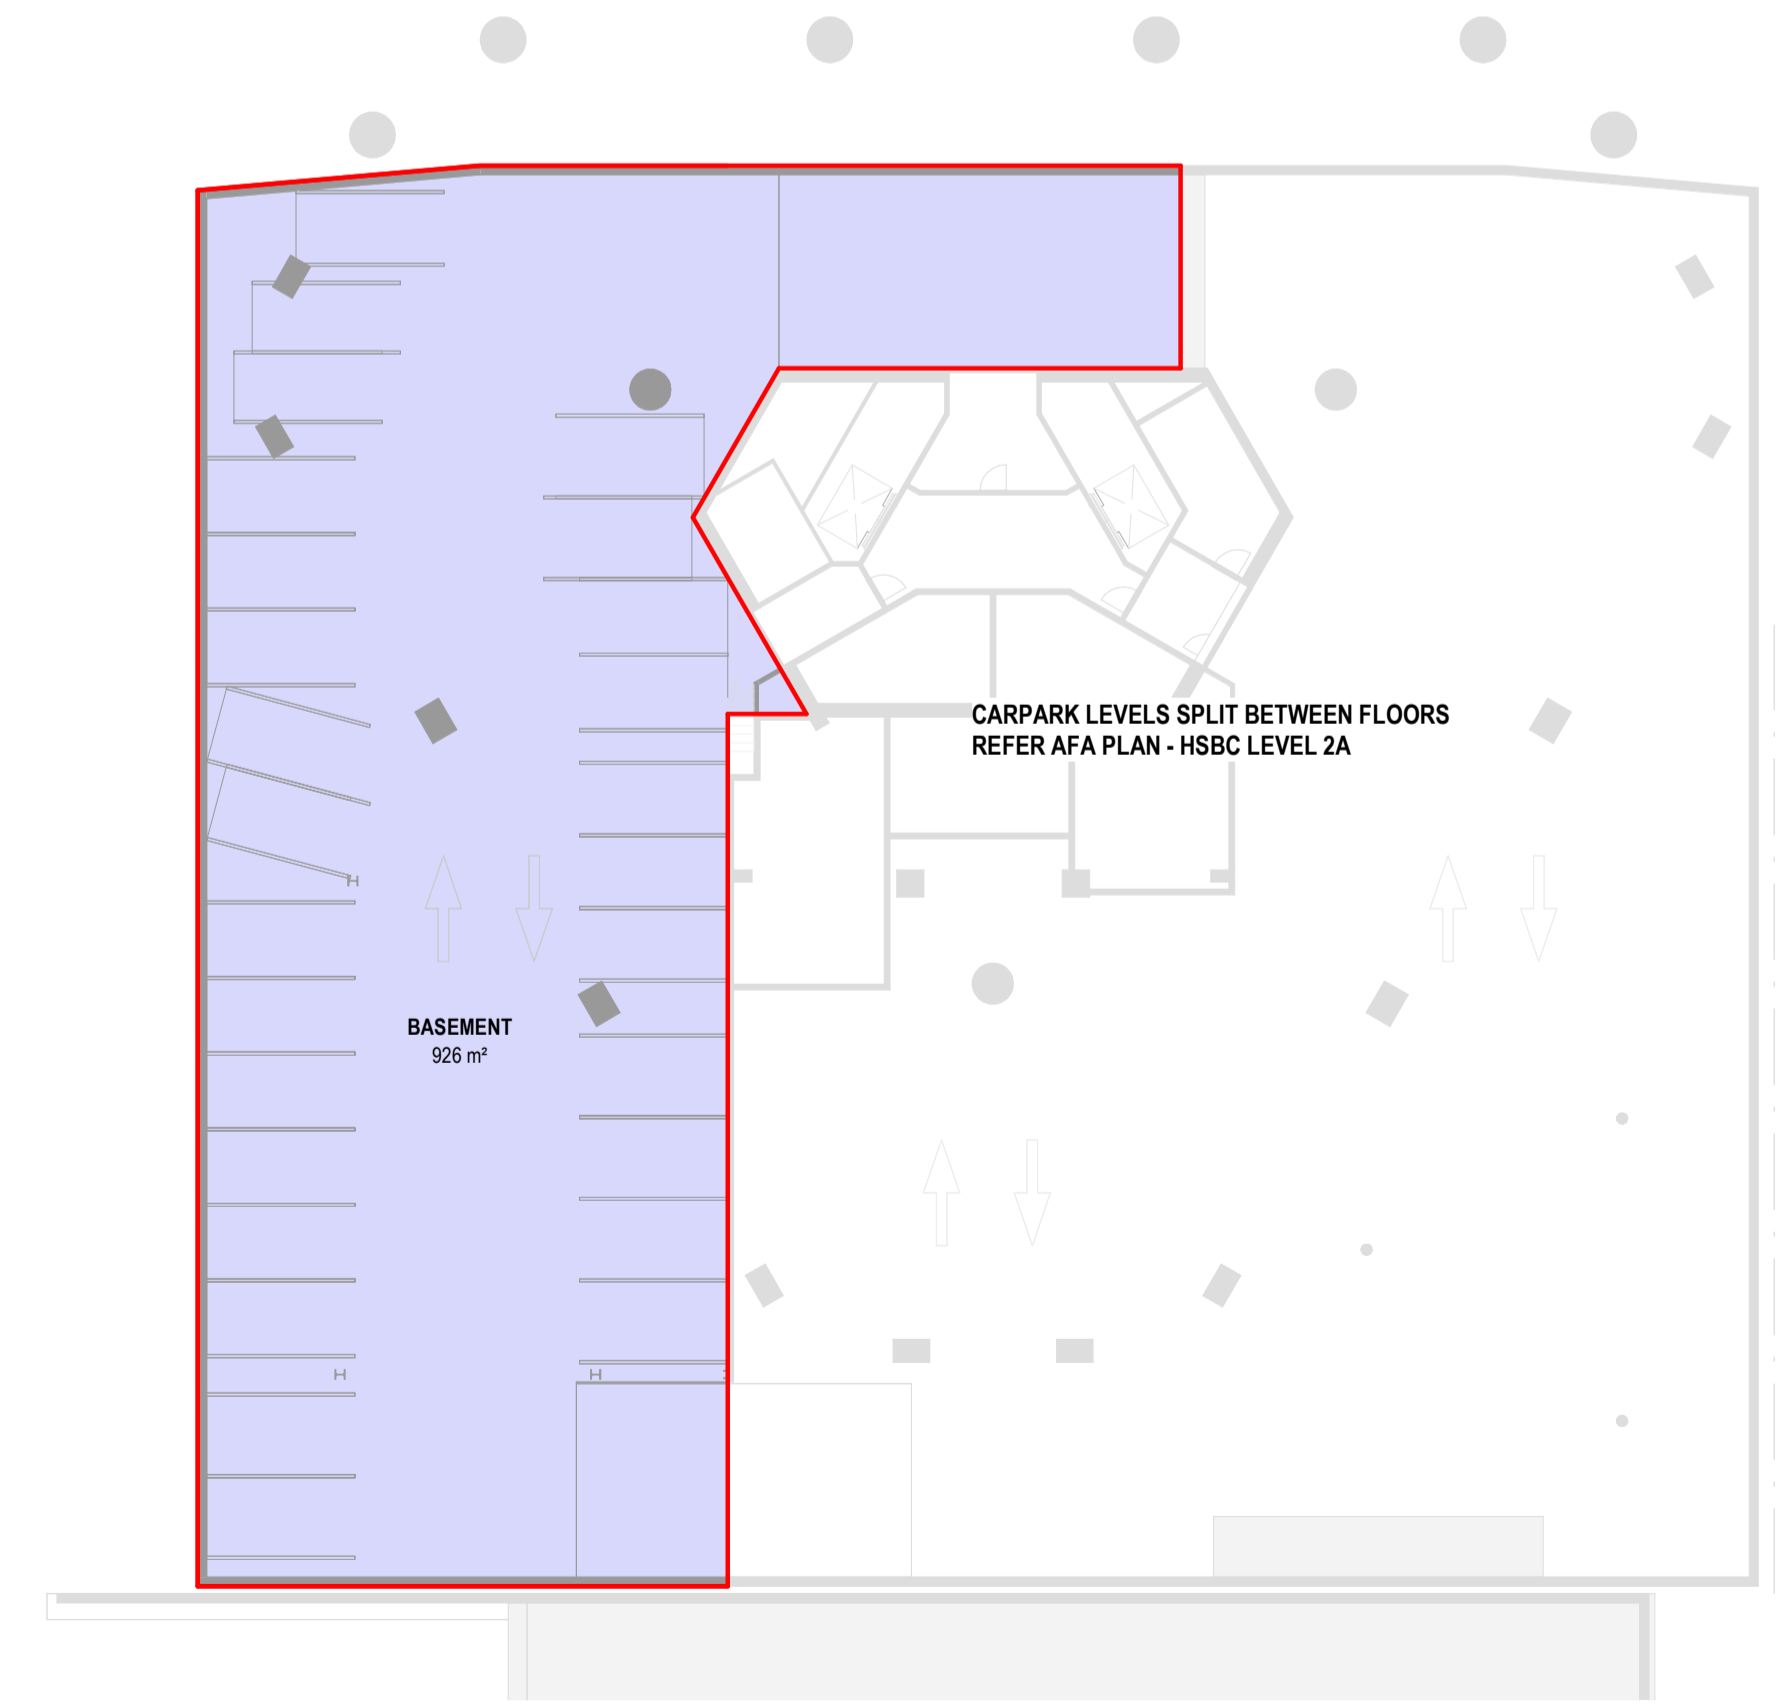 CARPARK LEVELS SPLIT BETWEEN FLOORS
REFER AFA PLAN - HSBC LEVEL 2A
BASEMENT
926 m²